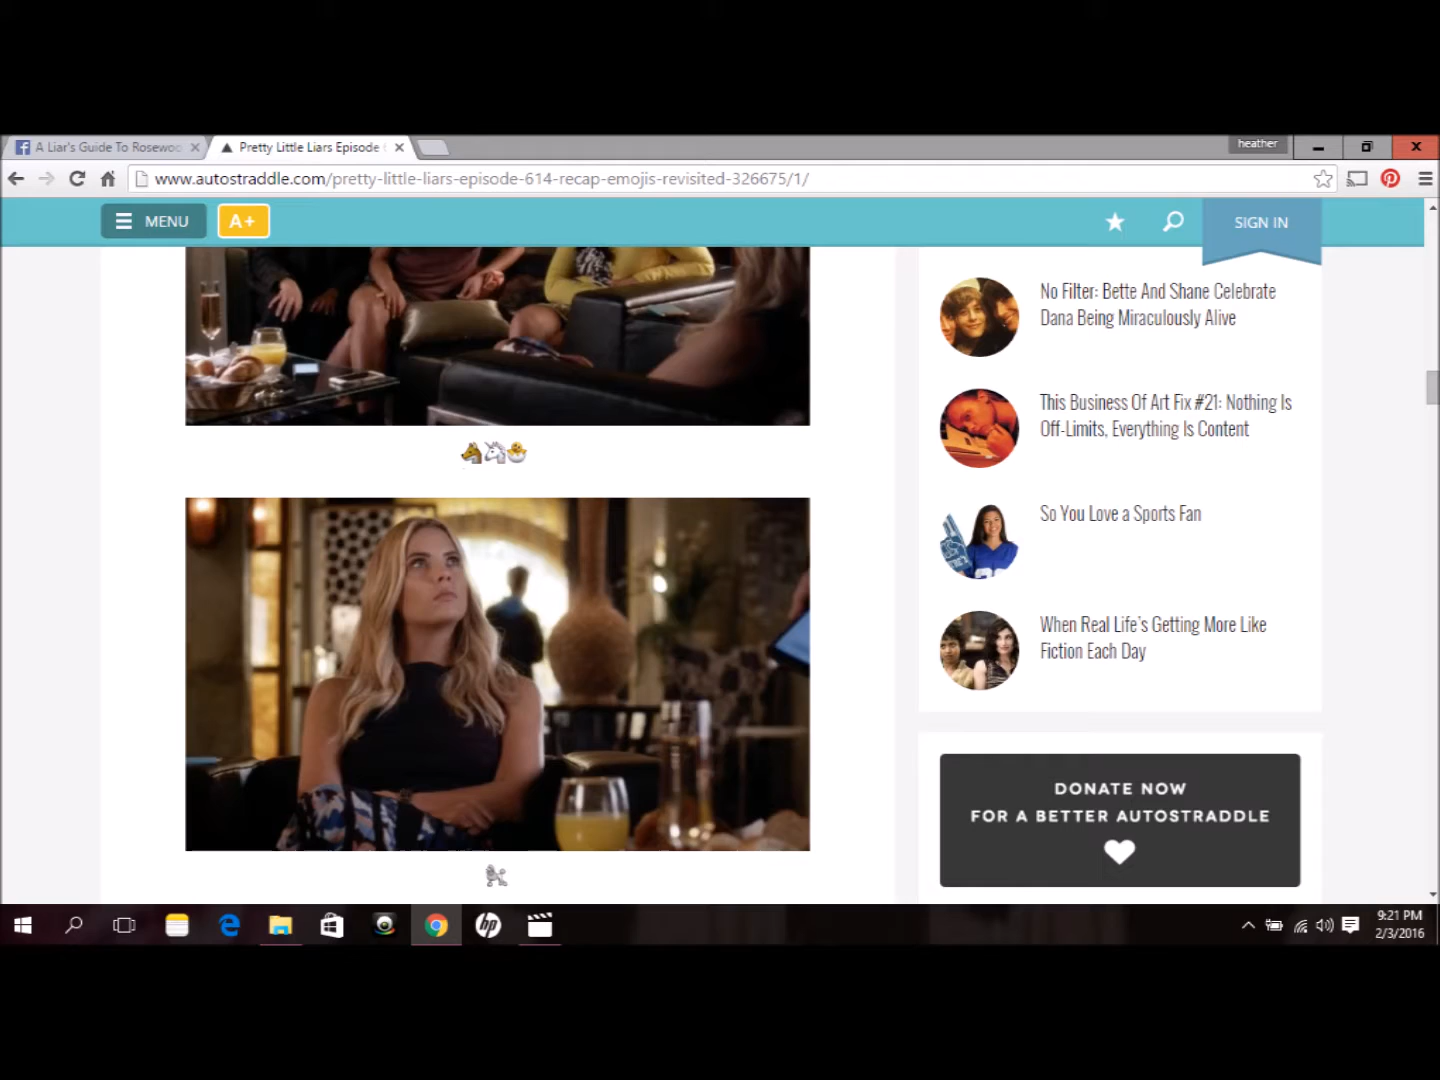 A Liar's Guide To Rosewoo
Pretty Little Liars Episode
heather
www.autostraddle.com/pretty-little-liars-episode-614-recap-emojis-revisited-326675/1/
MENU
A+
SIGN IN
No Filter: Bette And Shane Celebrate
Dana Being Miraculously Alive
This Business Of Art Fix #21: Nothing Is
Off-Limits, Everything Is Content
So You Love a Sports Fan
When Real Life's Getting More Like
Fiction Each Day
DONATE NOW
FOR A BETTER AUTOSTRADDLE
hp
9:21 PM
2/3/2016